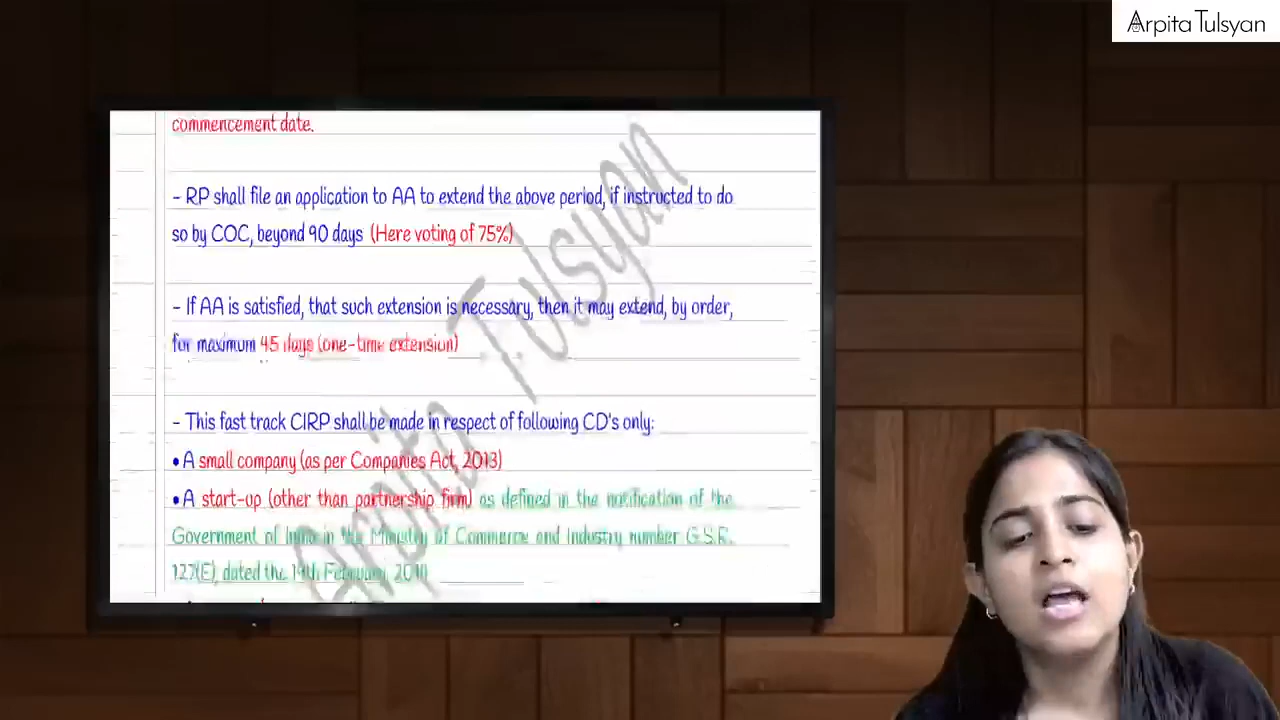 Arpita Tulsyan
commencement date.
- RP shall file an application to AA to extend the above period, if instructed to do
so by COC, beyond 90 days (Here voting of 75%)
- If AA is satisfied, that such extension is necessary, then it may extend, by order,
for maximum 45 days (one-time extension)
- This fast track CIRP shall be made in respect of following CD's only:
• A small company (as per Companies Act, 2013)
• A start-up (other than partnership firm) as defined in the notification of the
Government of India in the Ministry of Commerce and Industry number G.S.R.
127(E), dated the 19th February,
Arpita Tulsyan